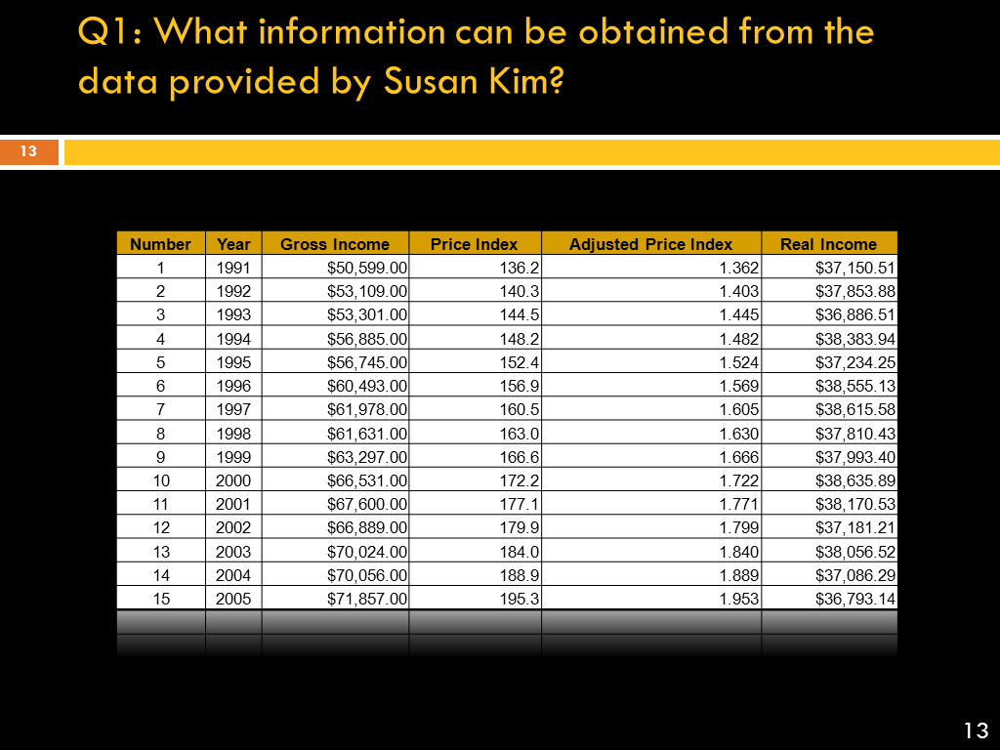 Q1: What information can be obtained from the
data provided by Susan Kim?
13
Number Year Gross Income Price Index Adjusted Price Index Real Income
1 1991 $50,599.00 136.2 1.362 $37,150.51
2 1992 $53,109.00 140.3 1.403 $37,853.88
3 1993 $53,301.00 144.5 1.445 $36,886.51
4 1994 $56,885.00 148.2 1.482 $38,383.94
5 1995 $56,745.00 152.4 1.524 $37,234.25
6 1996 $60,493.00 156.9 1.569 $38,555.13
7 1997 $61,978.00 160.5 1.605 $38,615.58
8 1998 $61,631.00 163.0 1.630 $37,810.43
9 1999 $63,297.00 166.6 1.666 $37,993.40
10 2000 $66,531.00 172.2 1.722 $38,635.89
11 2001 $67,600.00 177.1 1.771 $38,170.53
12 2002 $66,889.00 179.9 1.799 $37,181.21
13 2003 $70,024.00 184.0 1.840 $38,056.52
14 2004 $70,056.00 188.9 1.889 $37,086.29
15 2005 $71,857.00 195.3 1.953 $36,793.14
13